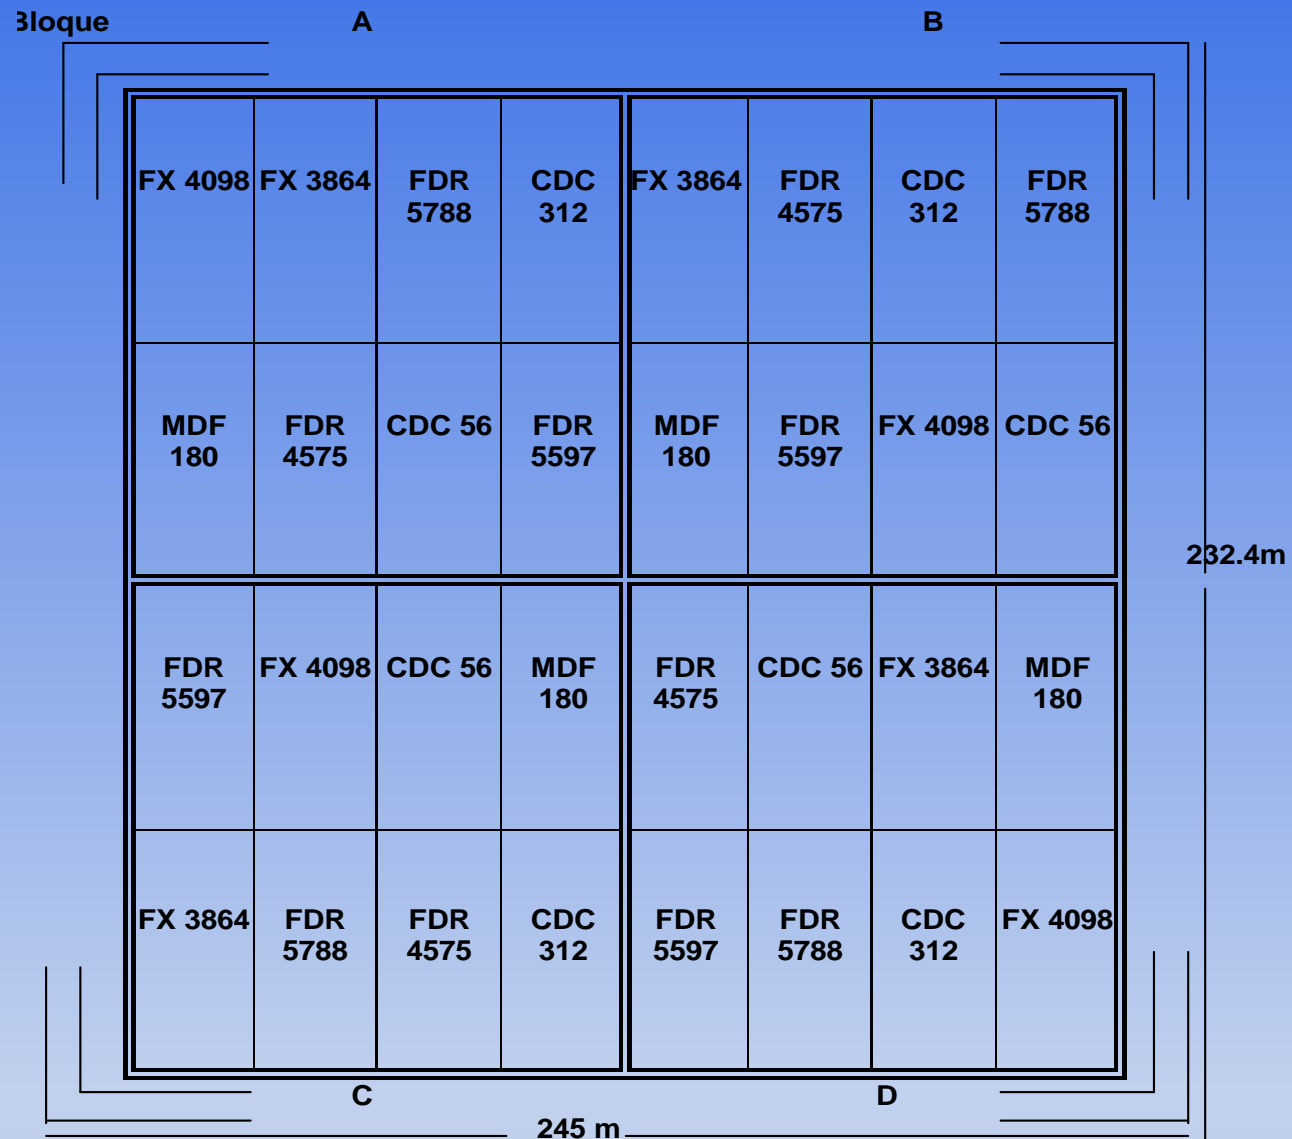 Bloque A B
FX 4098 FX 3864 FDR CDC FX 3864 FDR CDC FDR
5788 312 4575 312 5788
MDF FDR CDC 56 FDR MDF FDR FX 4098 CDC 56
180 4575 5597 180 5597
232.4m
FDR FX 4098 CDC 56 MDF FDR CDC 56 FX 3864 MDF
5597 180 4575 180
FX 3864 FDR FDR CDC FDR FDR CDC FX 4098
5788 4575 312 5597 5788 312
C D
245 m